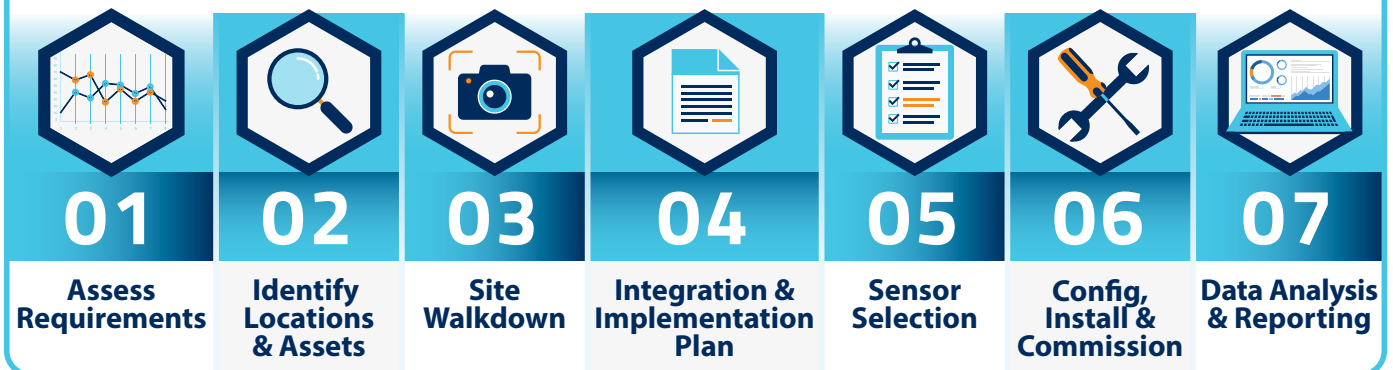 01
02
03
04
05
06
07
Assess
Requirements
Identify
Locations
& Assets
Site
Walkdown
Integration &
Implementation
Plan
Sensor
Selection
Config,
Install &
Commission
Data Analysis
& Reporting